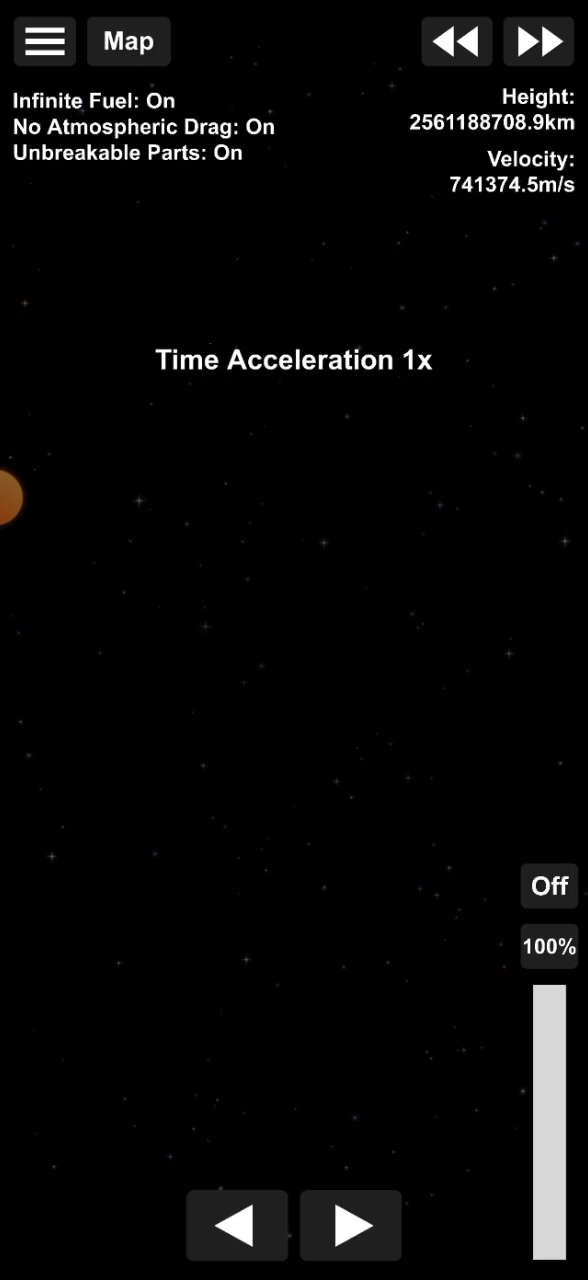 Map
Infinite Fuel: On
No Atmospheric Drag: On
Unbreakable Parts: On
Height:
2561188708.9km
Velocity:
741374.5m/s
Time Acceleration 1x
Off
100%